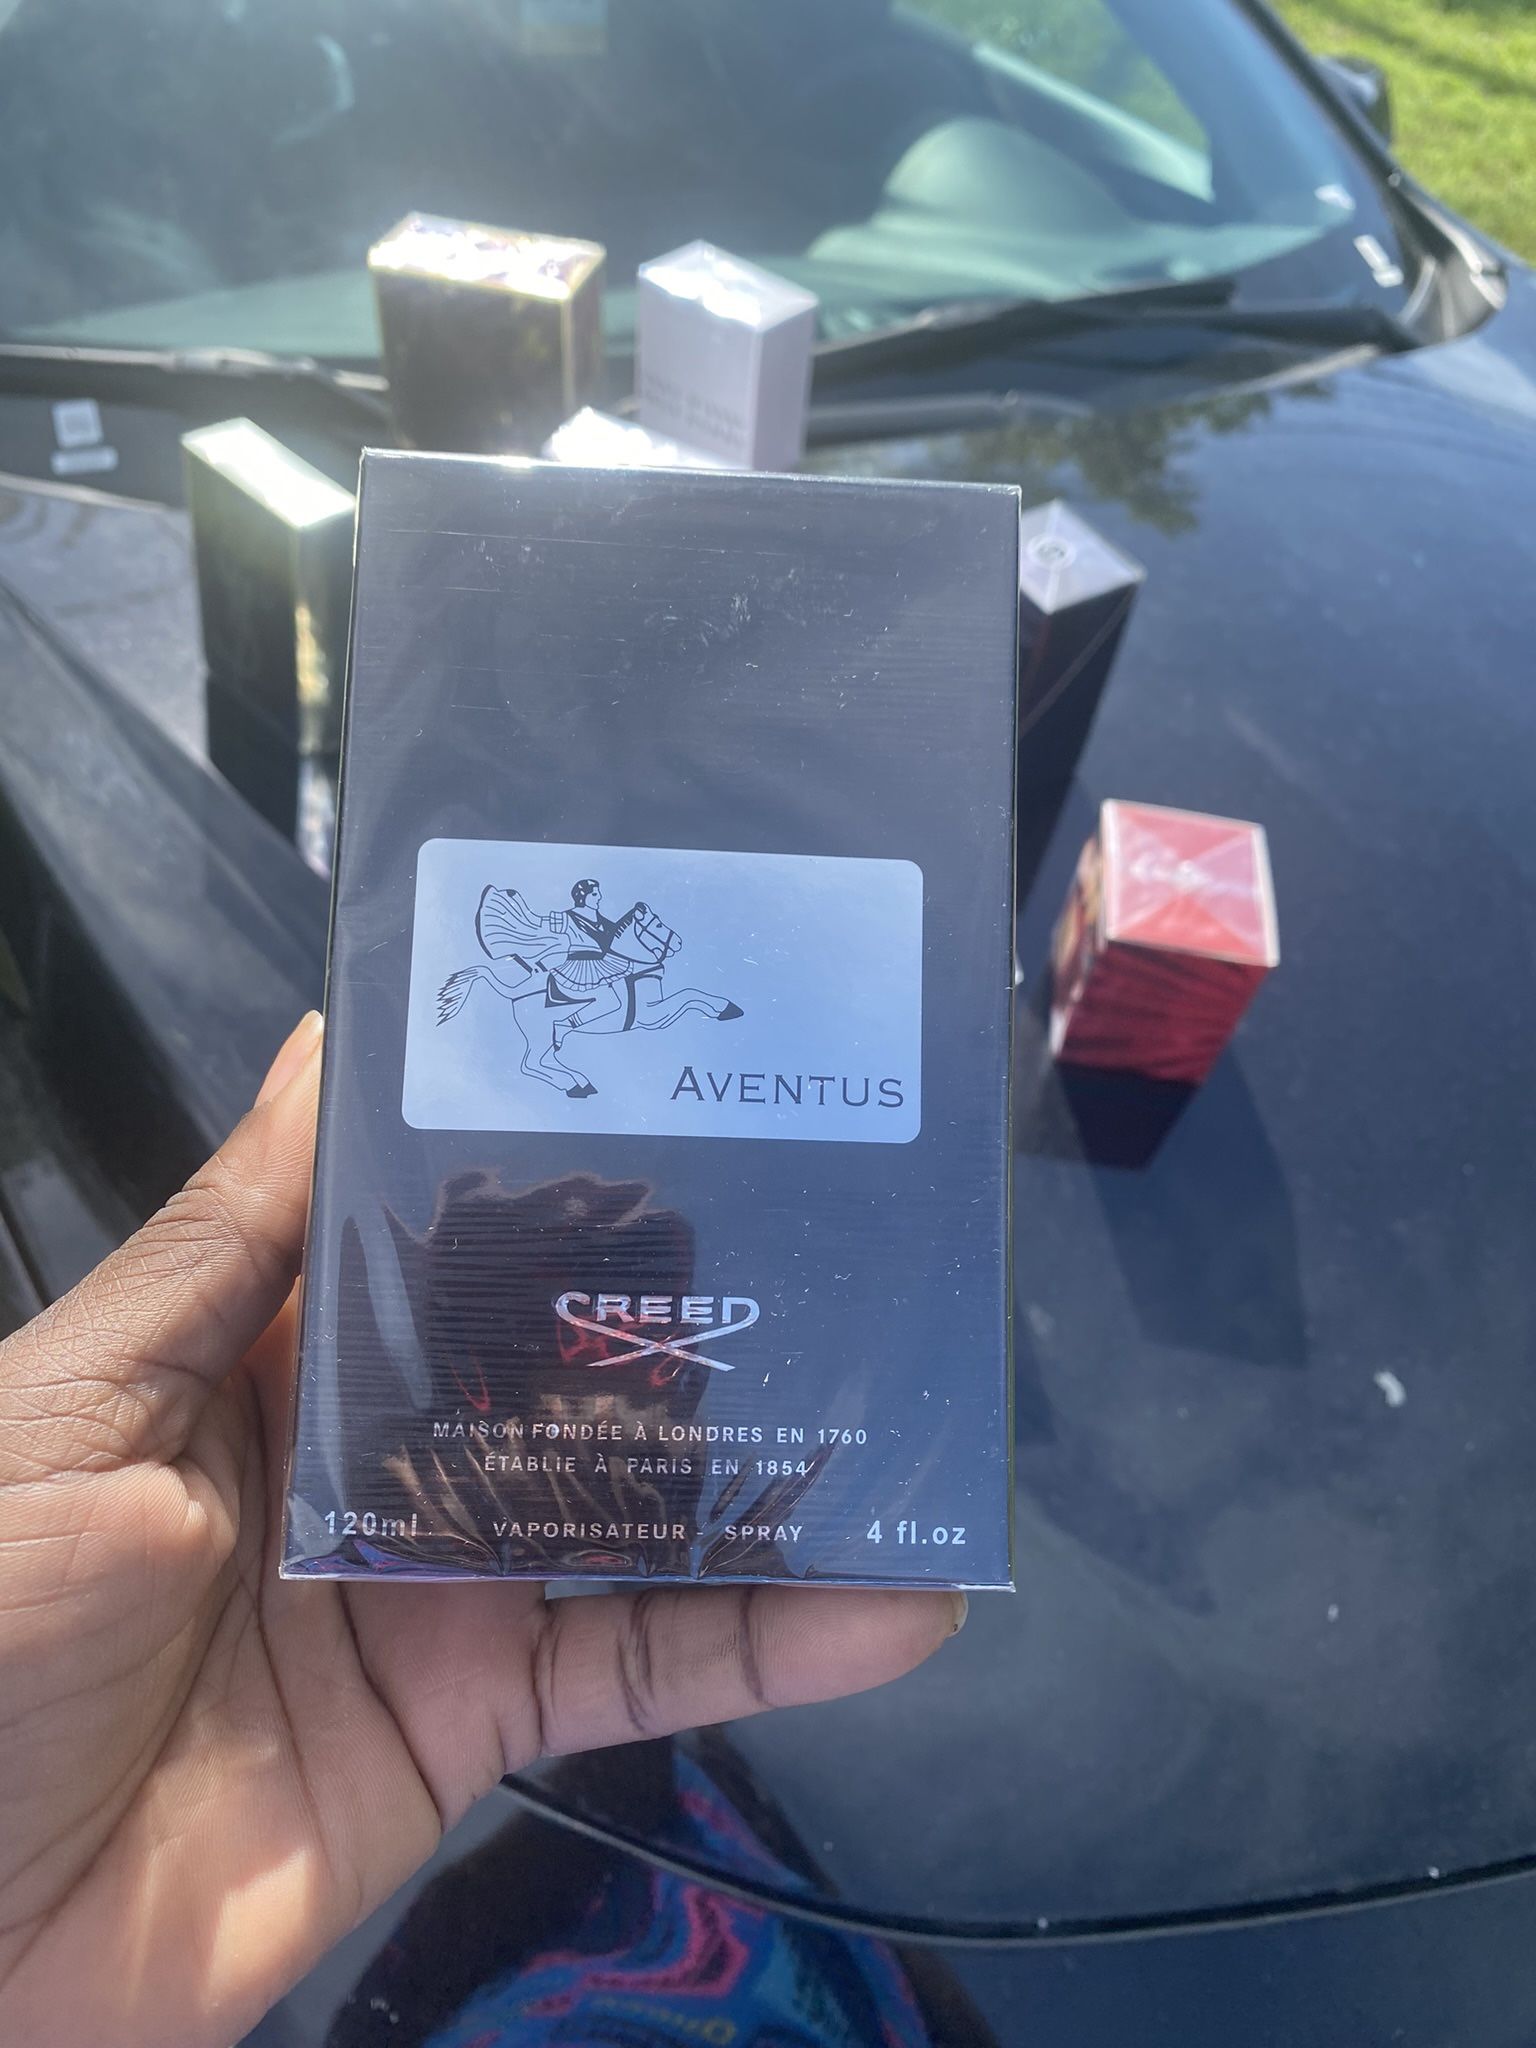 AVENTUS
CREED
MAISON FONDÉE À LONDRES EN 1760
ÉTABLIE À PARIS EN 1854
120ml VAPORISATEUR - SPRAY 4 fl.oz